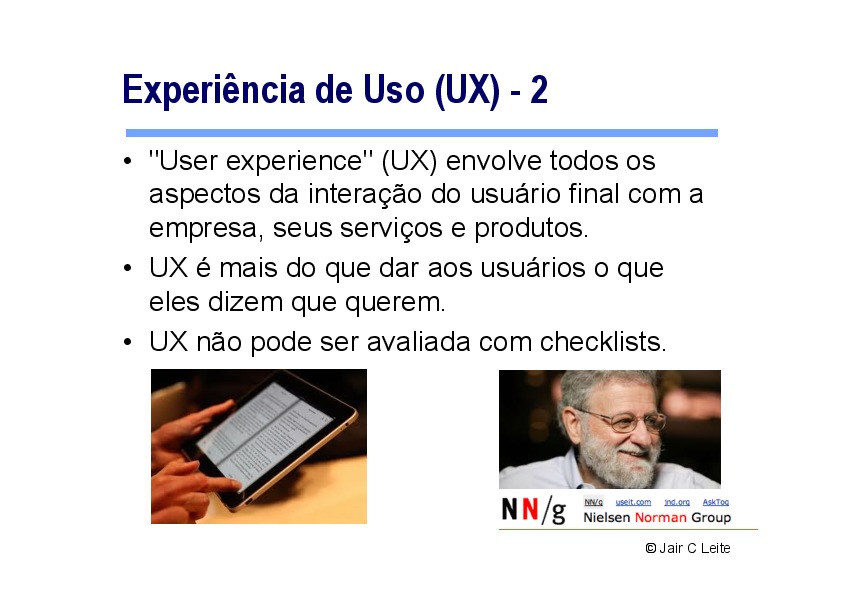 Experiência de Uso (UX) - 2
• "User experience" (UX) envolve todos os
aspectos da interação do usuário final com a
empresa, seus serviços e produtos.
• UX é mais do que dar aos usuários o que
eles dizem que querem.
• UX não pode ser avaliada com checklists.
NN/g
NN/g useit.com jnd.org AskTog
Nielsen Norman Group
© Jair C Leite